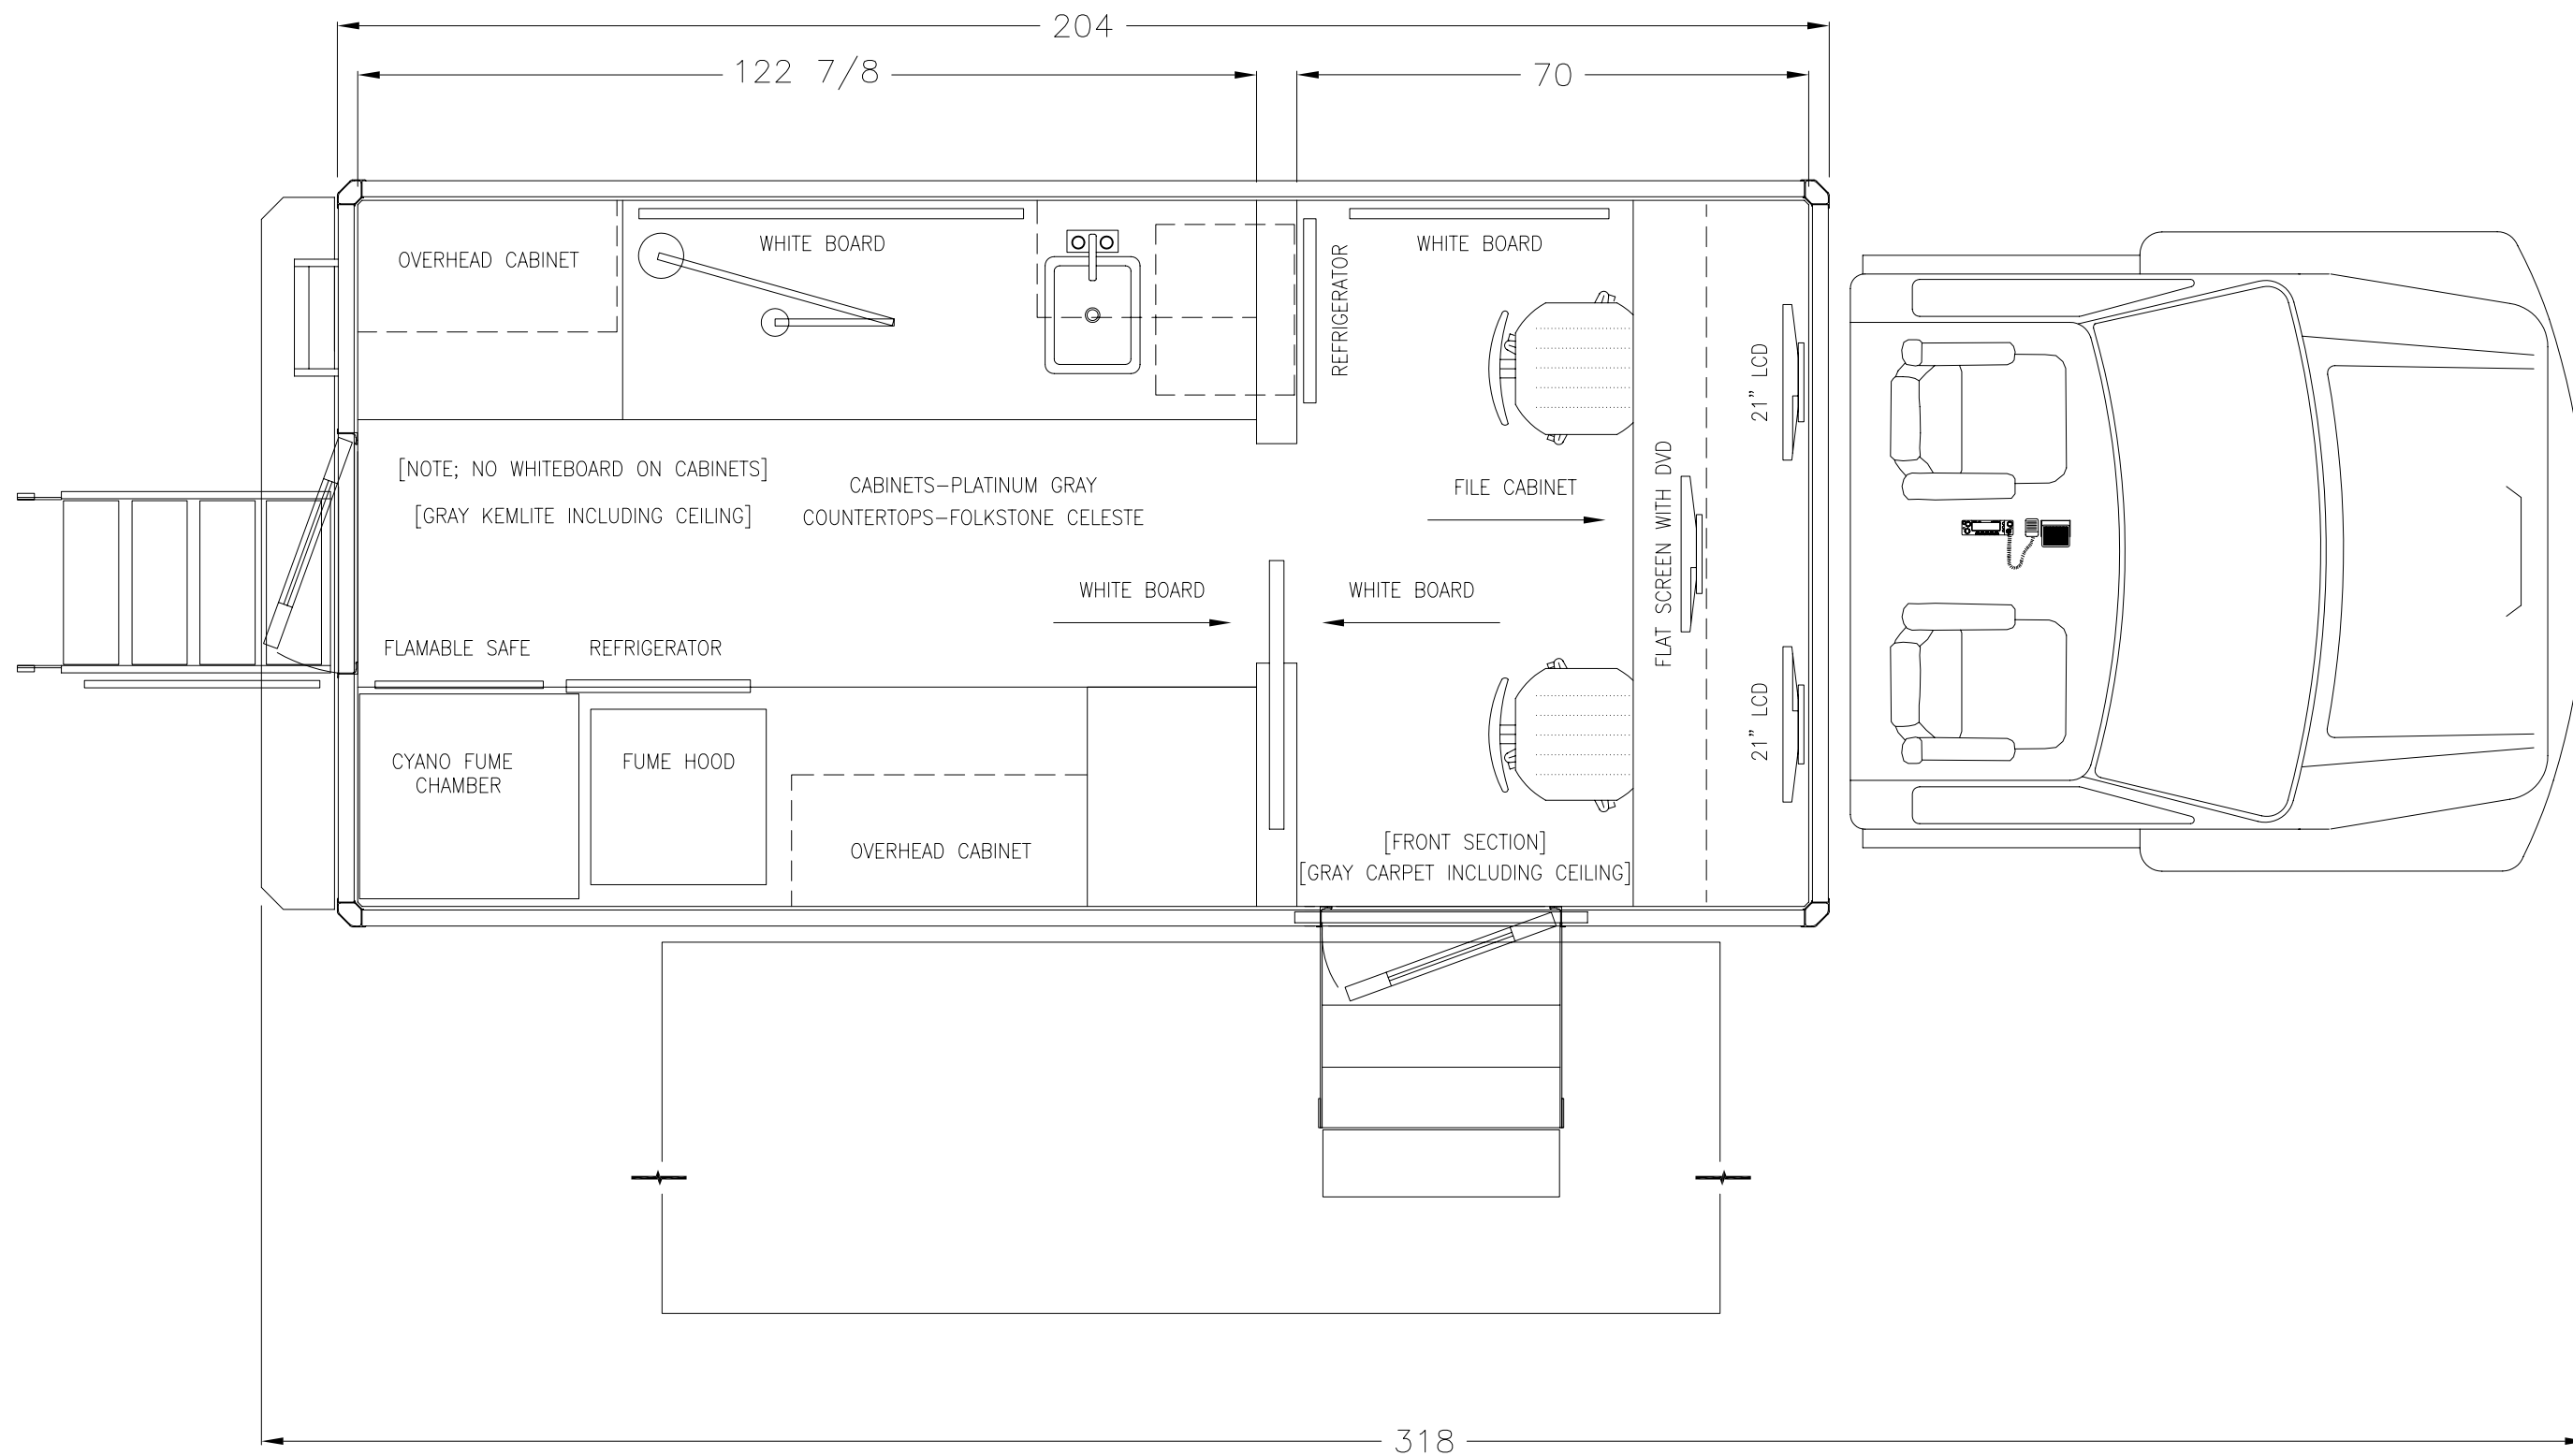 204
122 7/8
70
OVERHEAD CABINET
WHITE BOARD
REFRIGERATOR
WHITE BOARD
21" LCD
[NOTE; NO WHITEBOARD ON CABINETS]
[GRAY KEMLITE INCLUDING CEILING]
CABINETS-PLATINUM GRAY
COUNTERTOPS-FOLKSTONE CELESTE
FILE CABINET
FLAT SCREEN WITH DVD
WHITE BOARD
WHITE BOARD
FLAMABLE SAFE
REFRIGERATOR
21" LCD
CYANO FUME
CHAMBER
FUME HOOD
OVERHEAD CABINET
[FRONT SECTION]
[GRAY CARPET INCLUDING CEILING]
318